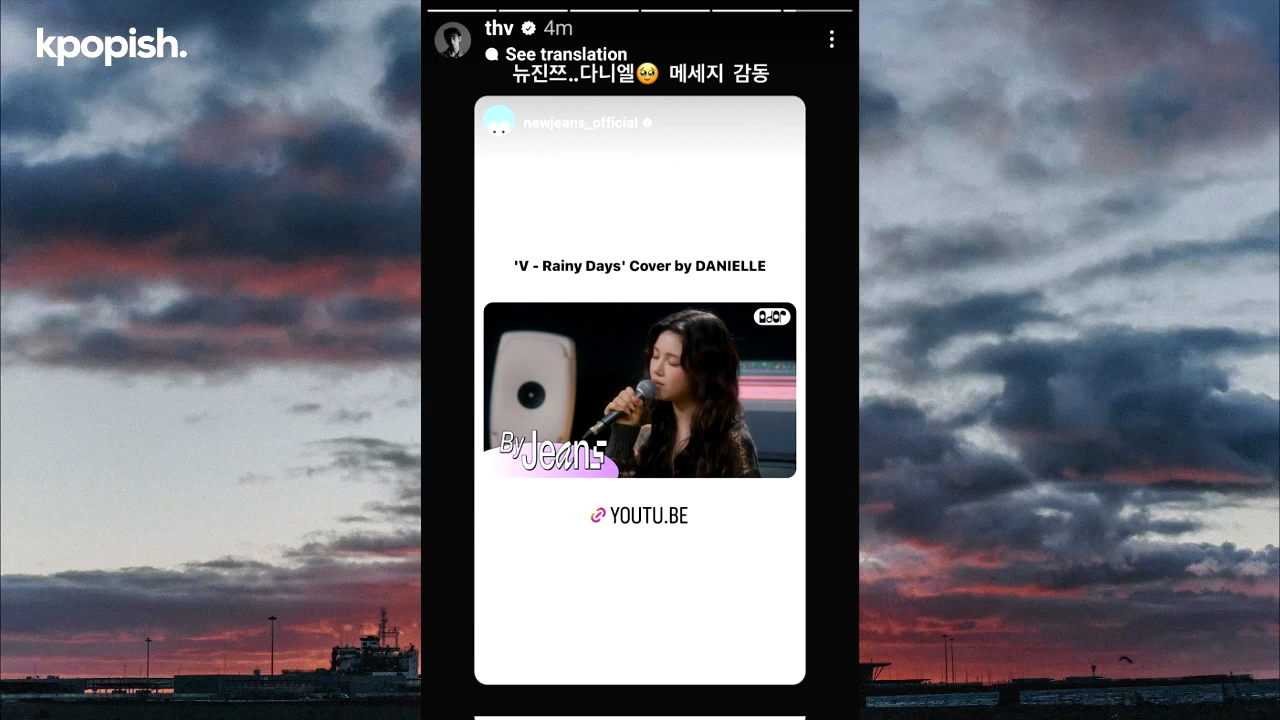 kpopish.
thv 4m
See translation
뉴진쯔..다니엘🥹 메세지 감동
newjeans_official
'V - Rainy Days' Cover by DANIELLE
Ador
By Jeans
YOUTU.BE